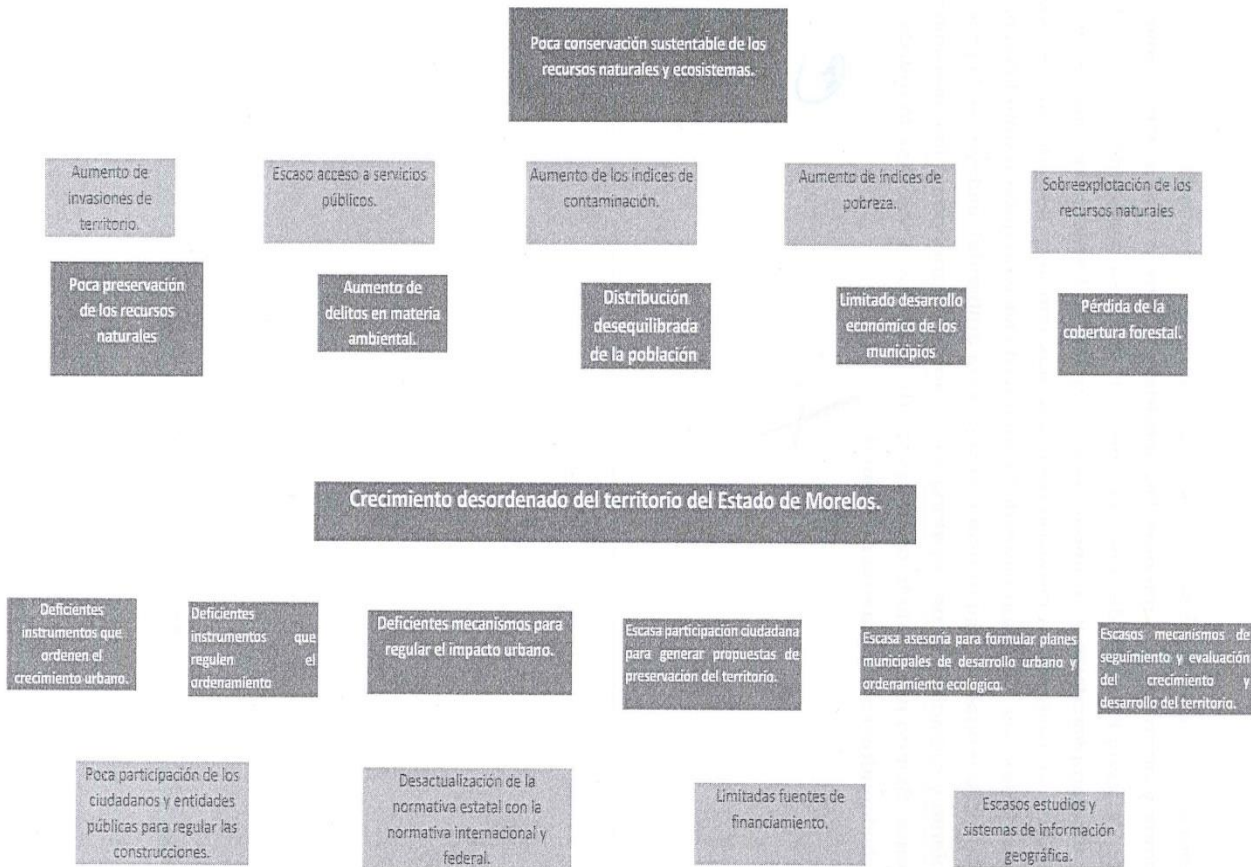 Poca conservación sustentable de los
recursos naturales y ecosistemas.
Aumento de
invasiones de
territorio.
Escaso acceso a servicios
públicos.
Aumento de los índices de
contaminación.
Aumento de índices de
pobreza.
Sobreexplotación de los
recursos naturales
Poca preservación
de los recursos
naturales
Aumento de
delitos en materia
ambiental.
Distribución
desequilibrada
de la población
Limitado desarrollo
económico de los
municipios
Pérdida de la
cobertura forestal.
Crecimiento desordenado del territorio del Estado de Morelos.
Deficientes
instrumentos que
ordenen el
crecimiento urbano.
Deficientes
instrumentos que
regulen el
ordenamiento
Deficientes mecanismos para
regular el impacto urbano.
Escasa participación ciudadana
para generar propuestas de
preservación del territorio.
Escasa asesoría para formular planes
municipales de desarrollo urbano y
ordenamiento ecológico.
Escasos mecanismos de
seguimiento y evaluación
del crecimiento y
desarrollo del territorio.
Poca participación de los
ciudadanos y entidades
públicas para regular las
construcciones.
Desactualización de la
normativa estatal con la
normativa internacional y
federal.
Limitadas fuentes de
financiamiento.
Escasos estudios y
sistemas de información
geográfica.